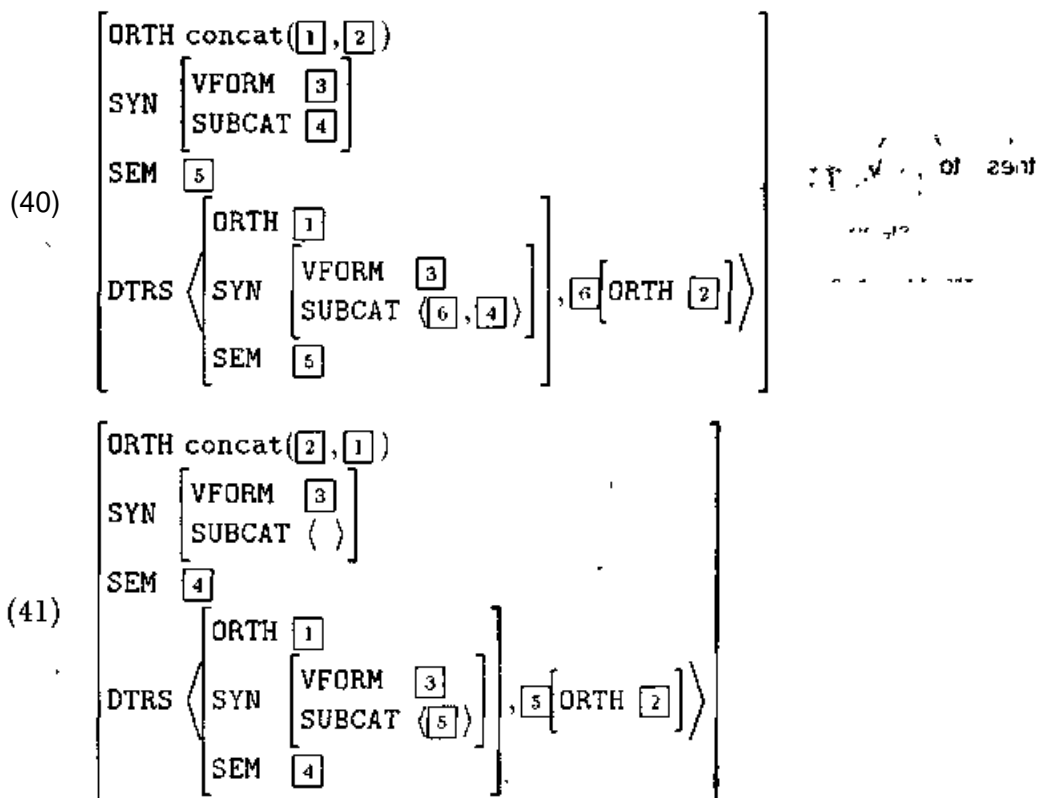 ORTH concat(1,2)
SYN [VFORM 3
SUBCAT 4]
SEM 5
(40)
ORTH 1
DTRS ⟨[SYN [VFORM 3
SUBCAT ⟨6,4⟩]
SEM 5], 6[ORTH 2]⟩
ORTH concat(2,1)
SYN [VFORM 3
SUBCAT ⟨ ⟩]
SEM 4
(41)
ORTH 1
DTRS ⟨[SYN [VFORM 3
SUBCAT ⟨5⟩]
SEM 4], 5[ORTH 2]⟩